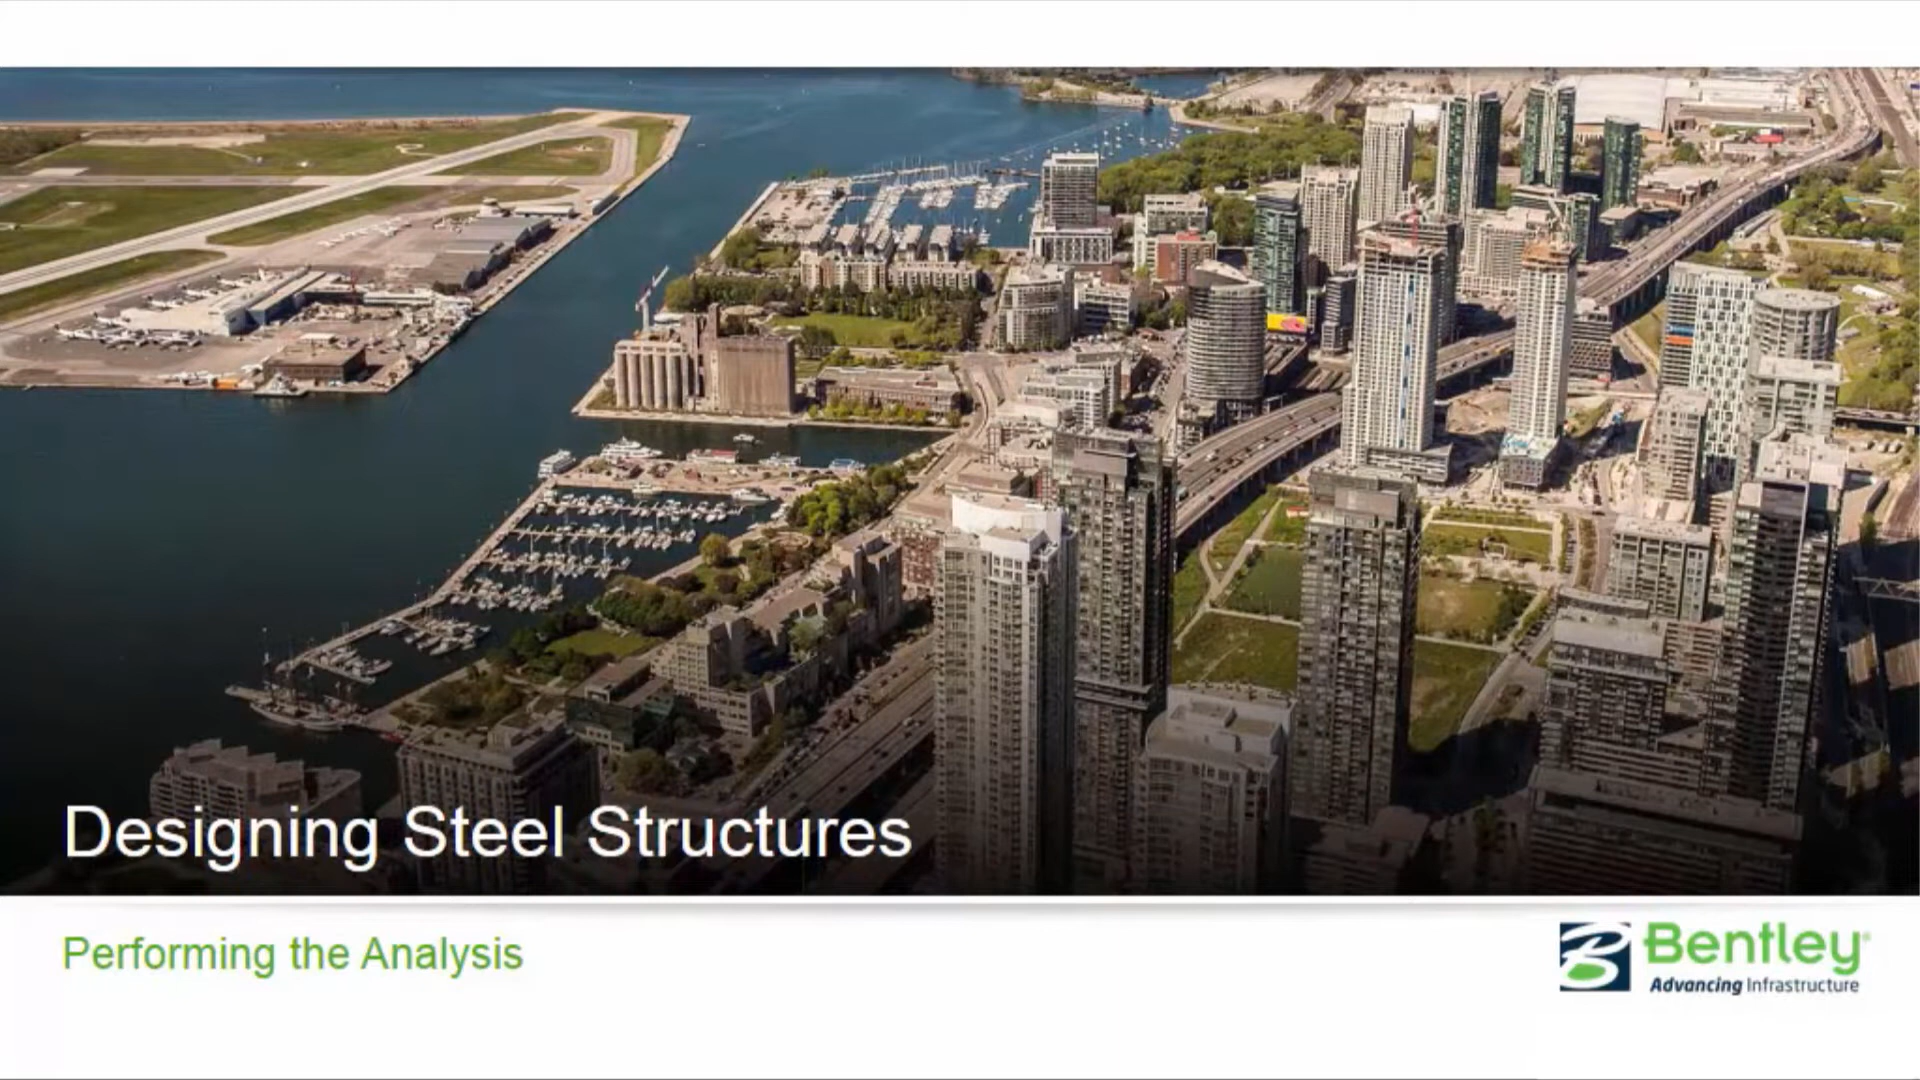 Designing Steel Structures
Performing the Analysis
Bentley®
Advancing Infrastructure